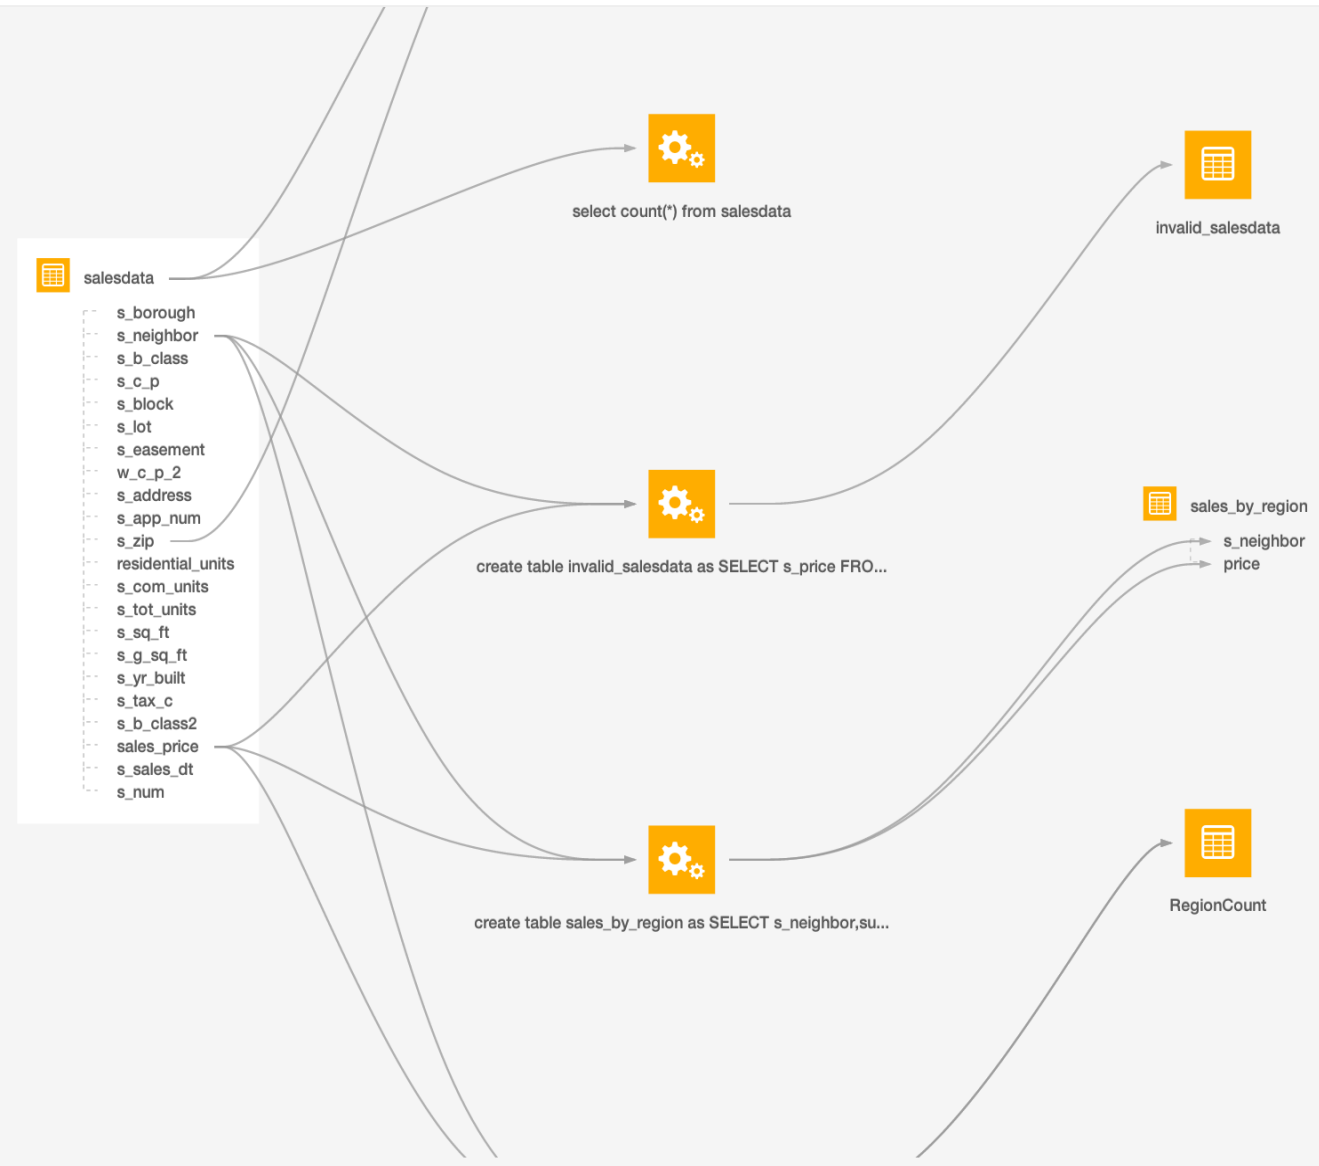 select count(*) from salesdata
invalid_salesdata
salesdata
s_borough
s_neighbor
s_b_class
s_c_p
s_block
s_lot
s_easement
w_c_p_2
s_address
s_app_num
s_zip
residential_units
s_com_units
s_tot_units
s_sq_ft
s_g_sq_ft
s_yr_built
s_tax_c
s_b_class2
sales_price
s_sales_dt
s_num
create table invalid_salesdata as SELECT s_price FRO...
sales_by_region
s_neighbor
price
create table sales_by_region as SELECT s_neighbor,su...
RegionCount